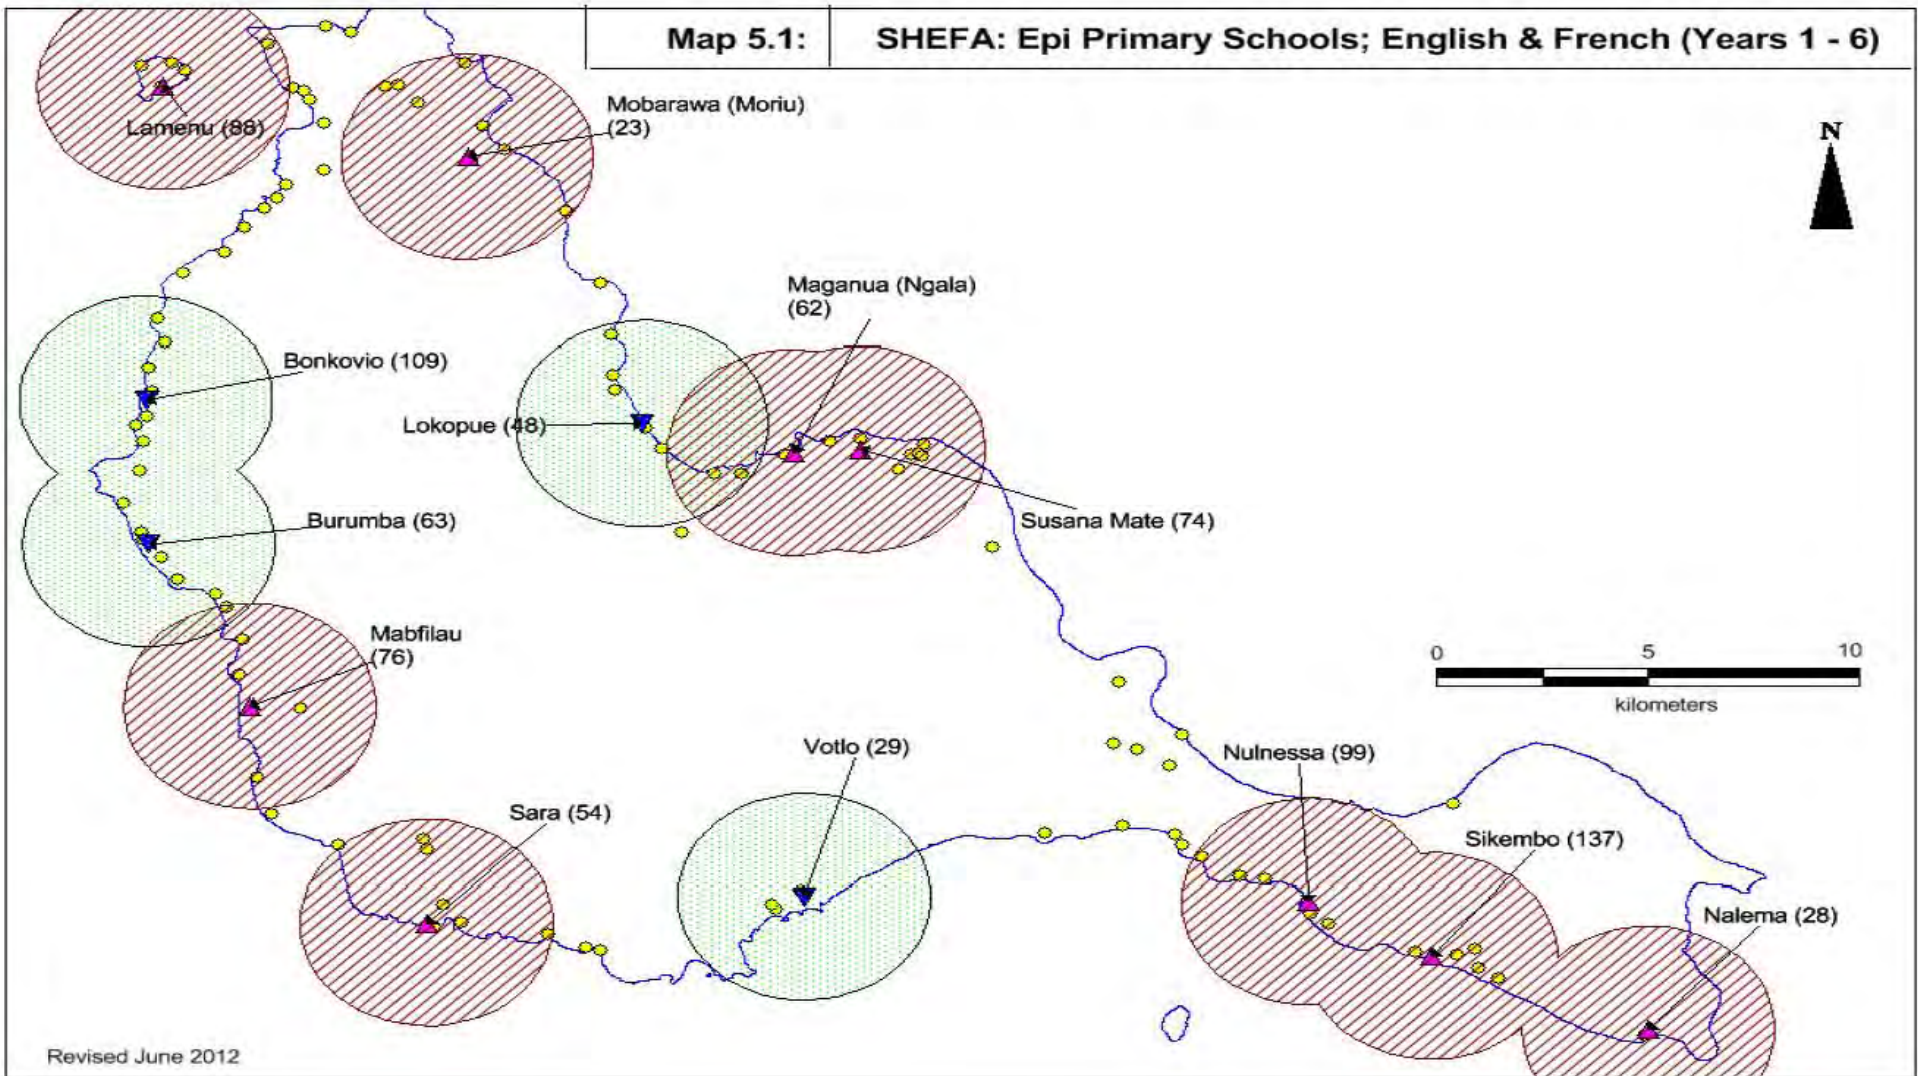 Map 5.1: SHEFA: Epi Primary Schools; English & French (Years 1 - 6)
Mobarawa (Moriu)
(23)
Lamenu (88)
N
Maganua (Ngala)
(62)
Bonkovio (109)
Lokopue (48)
Burumba (63)
Susana Mate (74)
Mabfilau
(76)
0 5 10
kilometers
Votlo (29)
Nulnessa (99)
Sara (54)
Sikembo (137)
Nalema (28)
Revised June 2012